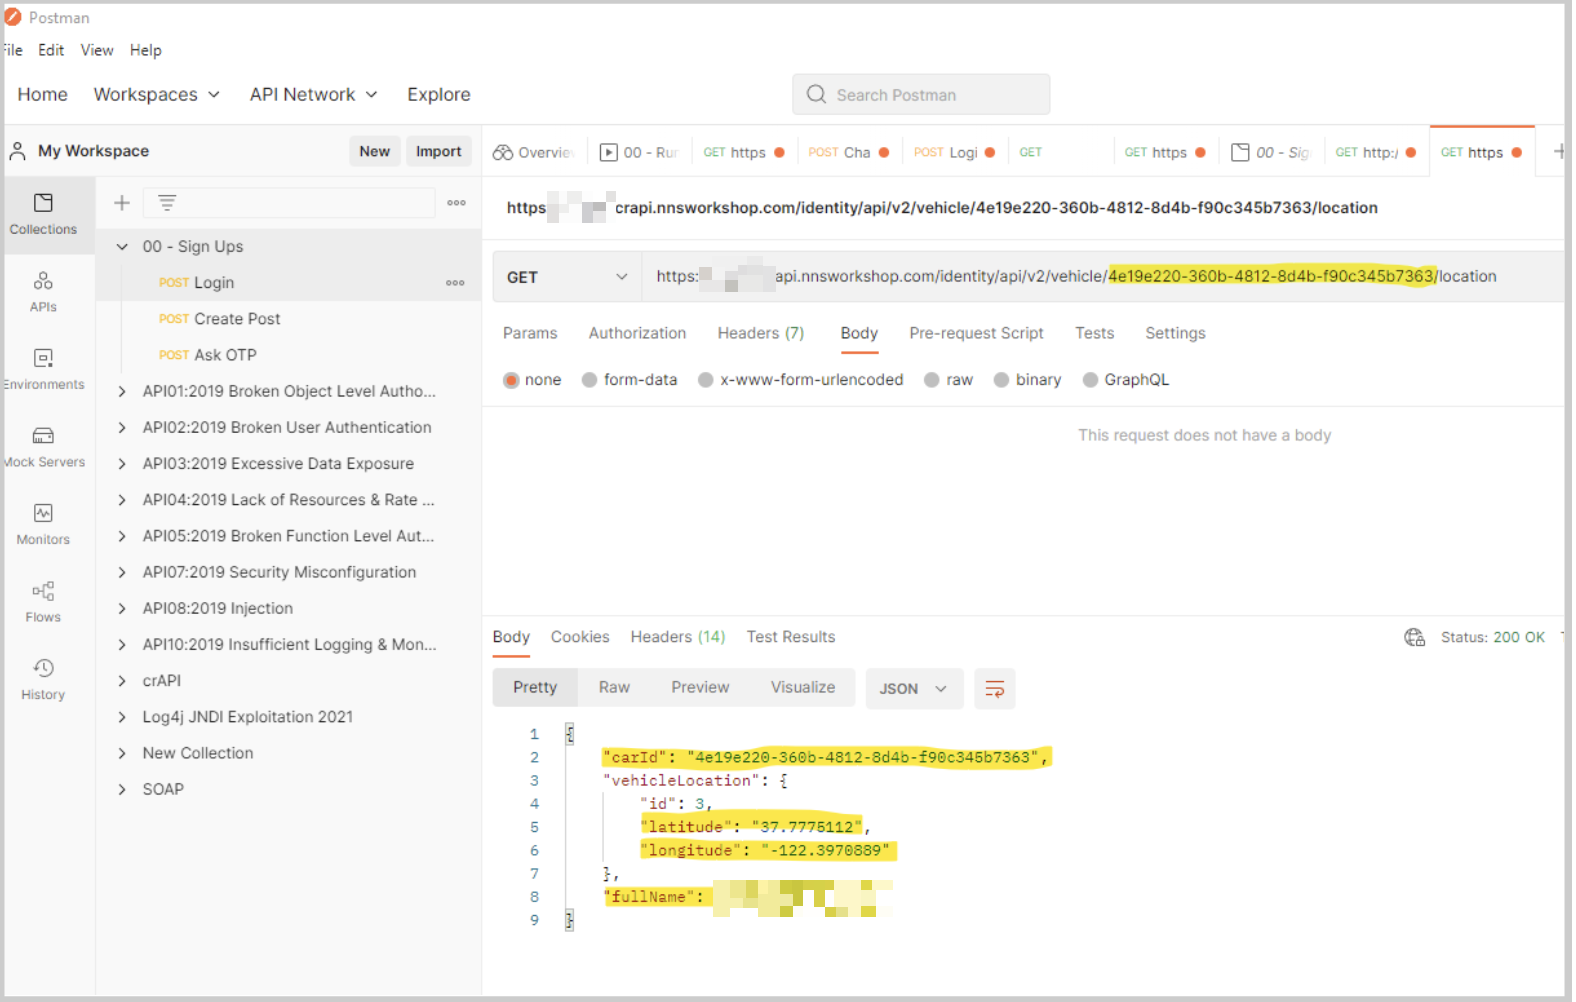 Postman
File Edit View Help
Home Workspaces API Network Explore
Search Postman
My Workspace New Import
Overvie 00 - Run GET https POST Cha POST Logi GET GET https 00 - Sig GET http:/ GET https
Collections
APIs
Environments
Mock Servers
Monitors
Flows
History
00 - Sign Ups
POST Login
POST Create Post
POST Ask OTP
API01:2019 Broken Object Level Autho...
API02:2019 Broken User Authentication
API03:2019 Excessive Data Exposure
API04:2019 Lack of Resources & Rate ...
API05:2019 Broken Function Level Aut...
API07:2019 Security Misconfiguration
API08:2019 Injection
API10:2019 Insufficient Logging & Mon...
crAPI
Log4j JNDI Exploitation 2021
New Collection
SOAP
https crapi.nnsworkshop.com/identity/api/v2/vehicle/4e19e220-360b-4812-8d4b-f90c345b7363/location
GET https: api.nnsworkshop.com/identity/api/v2/vehicle/4e19e220-360b-4812-8d4b-f90c345b7363/location
Params Authorization Headers (7) Body Pre-request Script Tests Settings
none form-data x-www-form-urlencoded raw binary GraphQL
This request does not have a body
Body Cookies Headers (14) Test Results Status: 200 OK
Pretty Raw Preview Visualize JSON
1 {
2 "carId": "4e19e220-360b-4812-8d4b-f90c345b7363",
3 "vehicleLocation": {
4 "id": 3,
5 "latitude": "37.7775112",
6 "longitude": "-122.3970889"
7 },
8 "fullName":
9 }